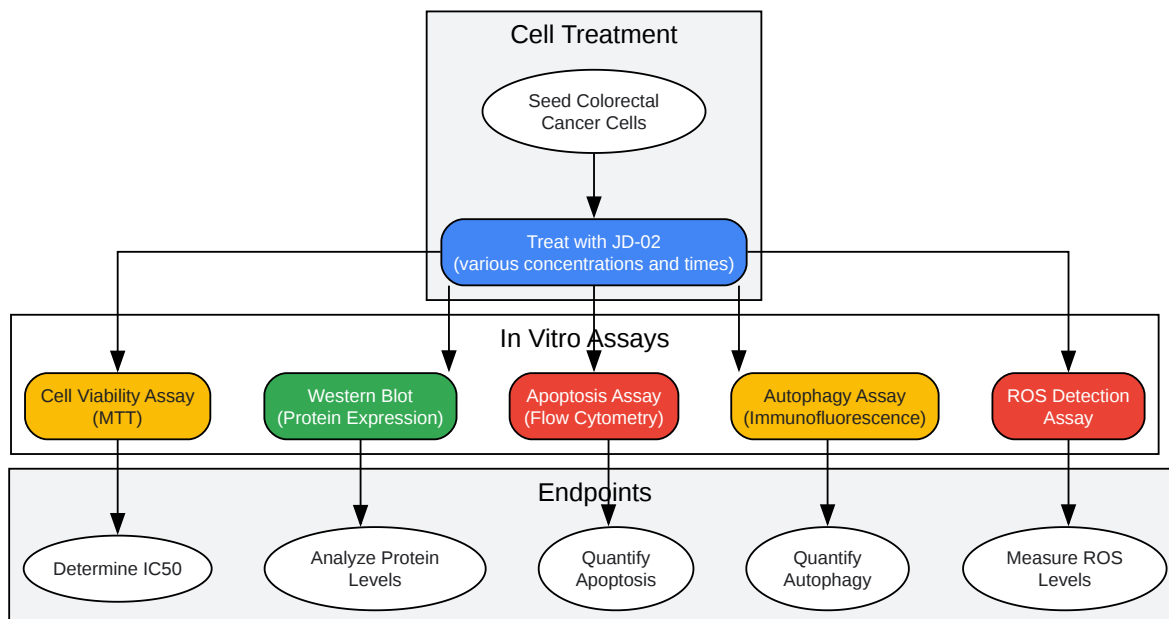 Cell Treatment
Seed Colorectal
Cancer Cells
Treat with JD-02
(various concentrations and times)
In Vitro Assays
Cell Viability Assay
(MTT)
Western Blot
(Protein Expression)
Apoptosis Assay
(Flow Cytometry)
Autophagy Assay
(Immunofluorescence)
ROS Detection
Assay
Endpoints
Determine IC50
Analyze Protein
Levels
Quantify
Apoptosis
Quantify
Autophagy
Measure ROS
Levels